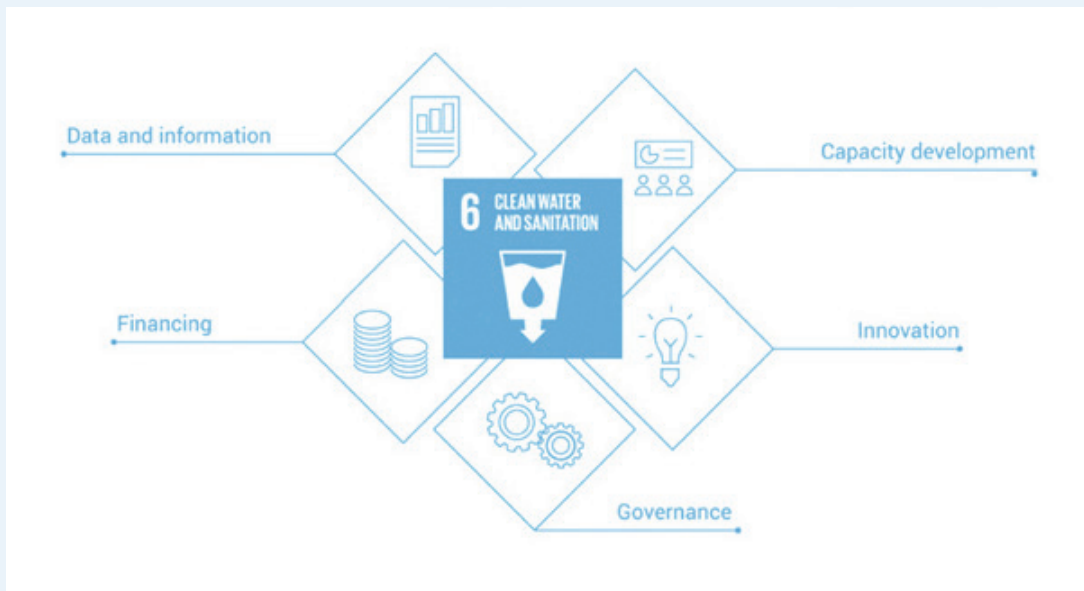 Data and information
Capacity development
6 CLEAN WATER
AND SANITATION
Financing
Innovation
Governance